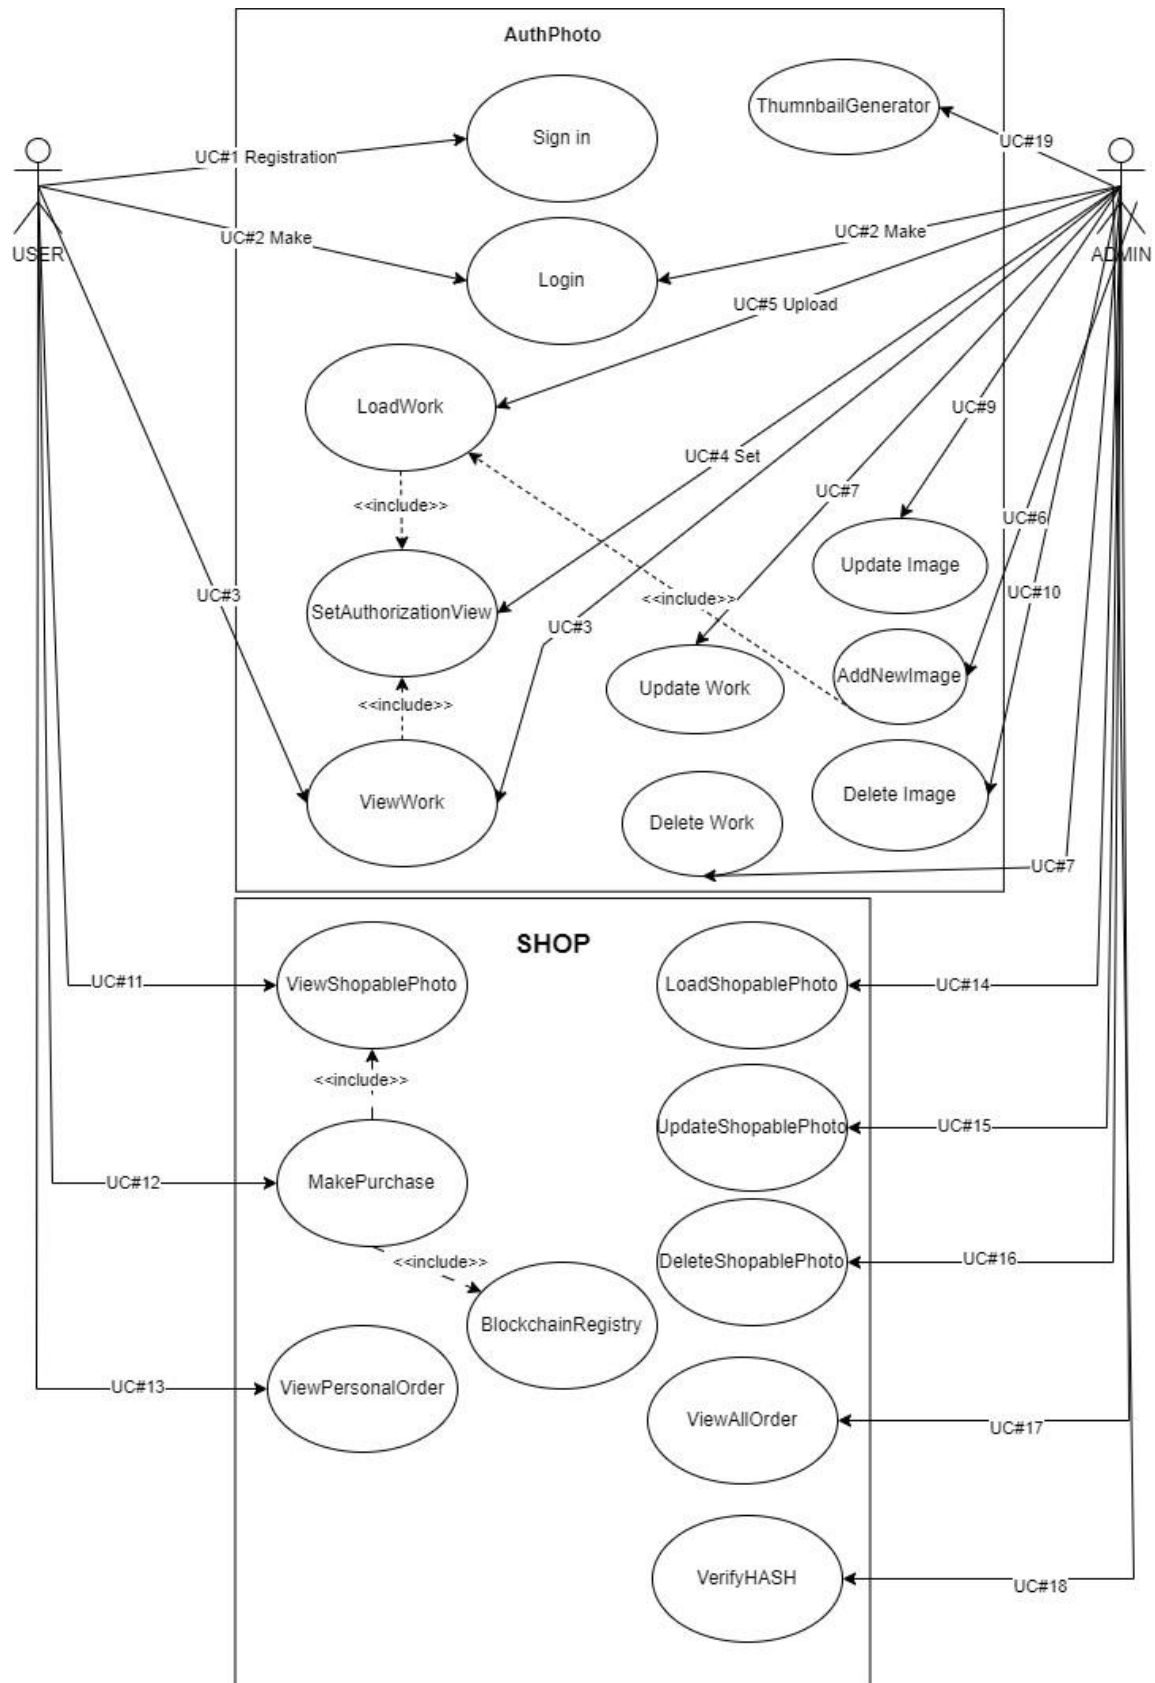 AuthPhoto
ThumnbailGenerator
Sign in
UC#19
UC#1 Registration
USER
UC#2 Make
UC#2 Make
ADMIN
Login
UC#5 Upload
LoadWork
UC#9
UC#4 Set
UC#7
<<include>>
UC#6
Update Image
UC#3
<<include>>
UC#10
SetAuthorizationView
UC#3
AddNewImage
Update Work
<<include>>
ViewWork
Delete Image
Delete Work
UC#7
SHOP
UC#11
ViewShopablePhoto
LoadShopablePhoto
UC#14
<<include>>
UpdateShopablePhoto
UC#15
UC#12
MakePurchase
<<include>>
DeleteShopablePhoto
UC#16
BlockchainRegistry
UC#13
ViewPersonalOrder
ViewAllOrder
UC#17
VerifyHASH
UC#18